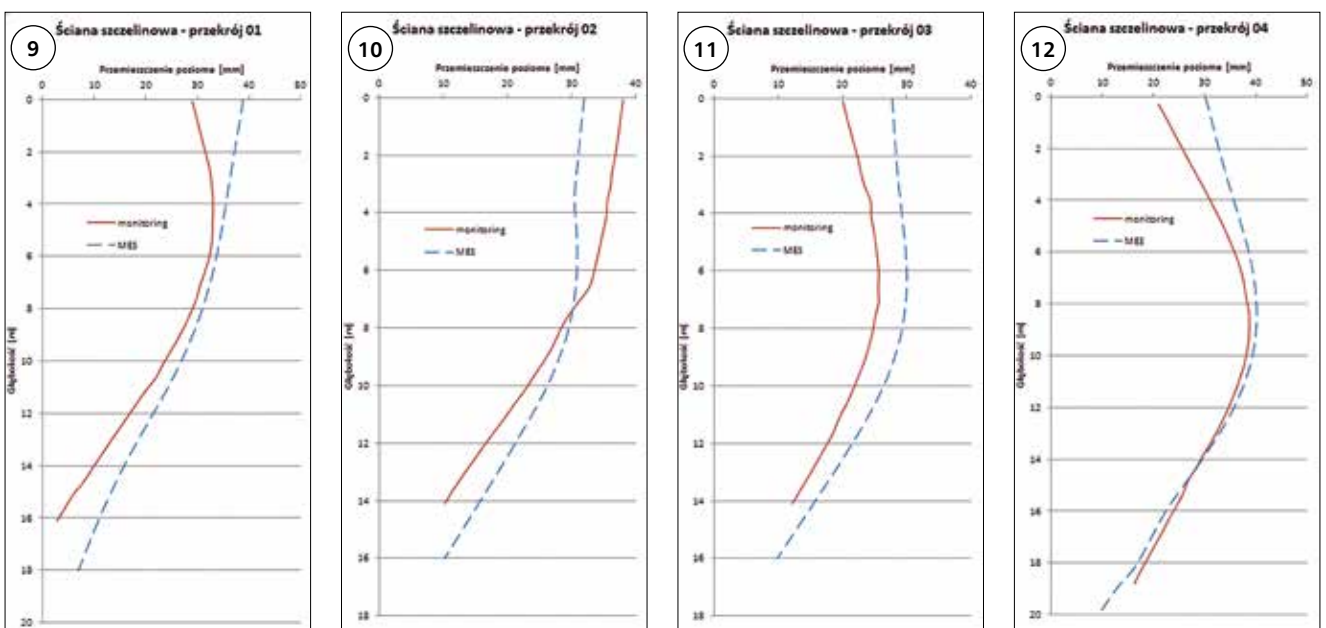 9
Ściana szczelinowa - przekrój 01
Przemieszczenie poziome [mm]
0 10 20 30 40 50
0
2
4
6
8
10
12
14
16
18
20
Głębokość [m]
monitoring
MES
10
Ściana szczelinowa - przekrój 02
Przemieszczenie poziome [mm]
0 10 20 30 40
0
2
4
6
8
10
12
14
16
18
Głębokość [m]
monitoring
MES
11
Ściana szczelinowa - przekrój 03
Przemieszczenie poziome [mm]
0 10 20 30 40
0
2
4
6
8
10
12
14
16
18
Głębokość [m]
monitoring
MES
12
Ściana szczelinowa - przekrój 04
Przemieszczenie poziome [mm]
0 10 20 30 40 50
0
2
4
6
8
10
12
14
16
18
20
Głębokość [m]
monitoring
MES